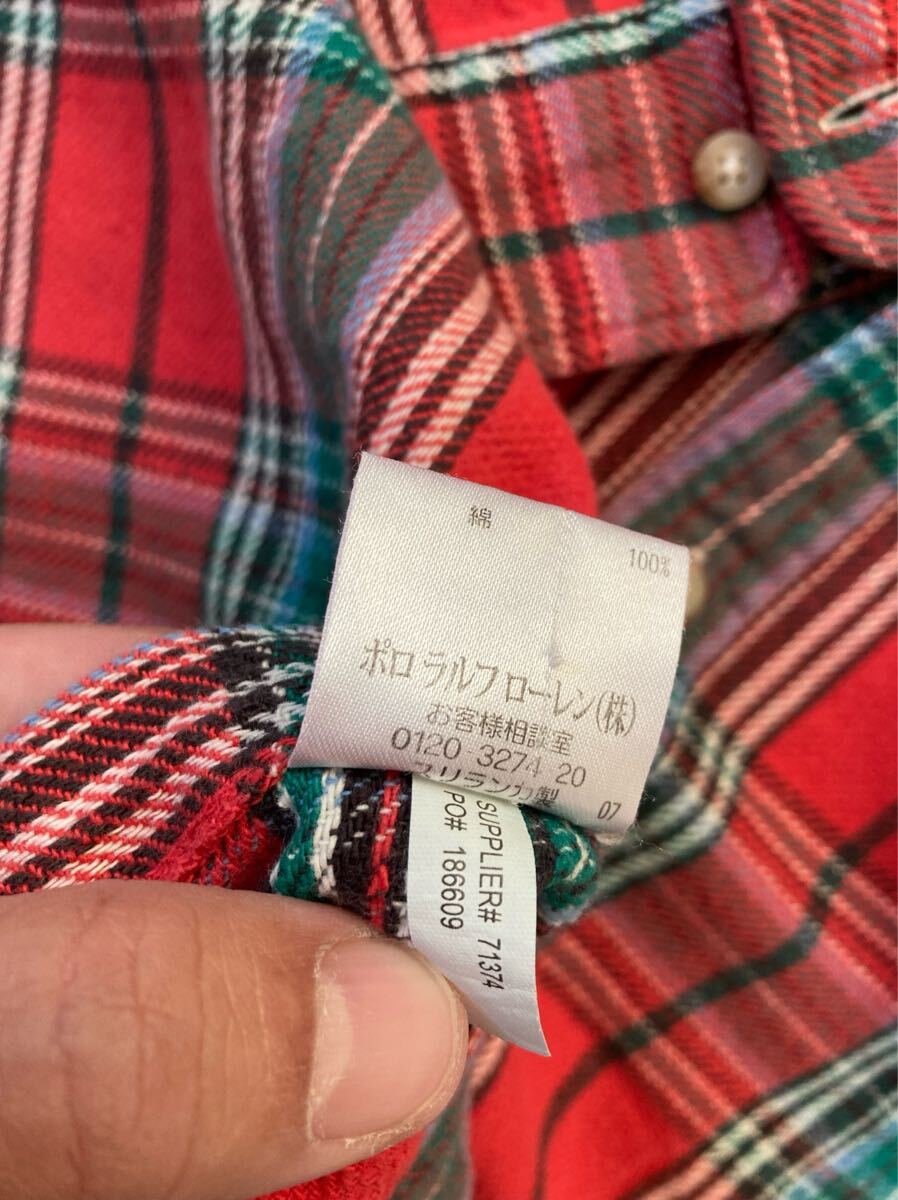 綿 100%
ポロ ラルフ ローレン(株)
お客様相談室
0120-3274-20
スリランカ製 07
SUPPLIER# 71374
PO# 186609